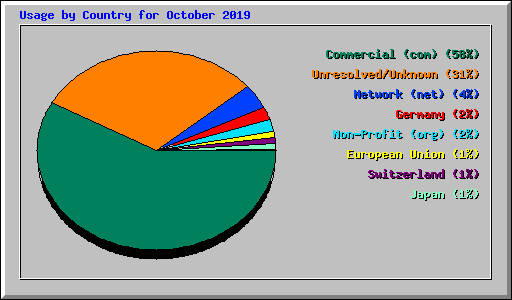 Usage by Country for October 2019
Commercial (com) (58%)
Unresolved/Unknown (31%)
Network (net) (4%)
Germany (2%)
Non-Profit (org) (2%)
European Union (1%)
Switzerland (1%)
Japan (1%)